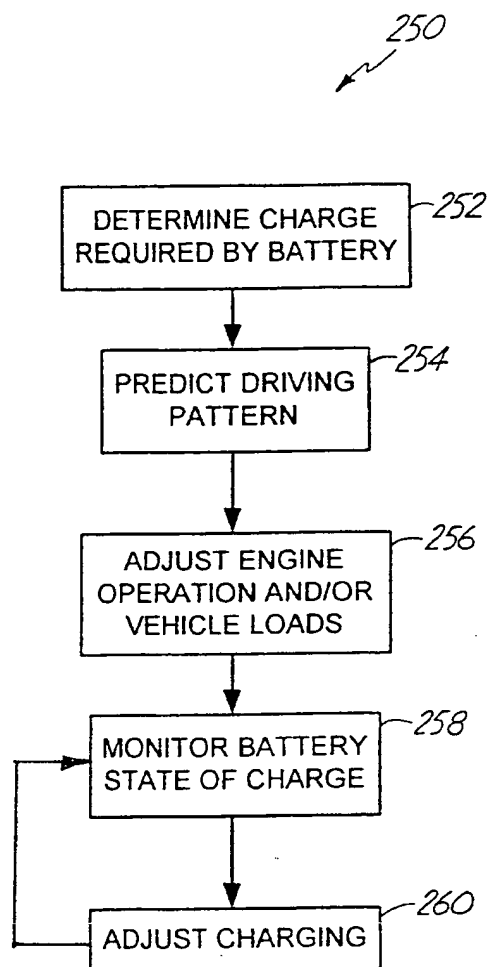 250
DETERMINE CHARGE
REQUIRED BY BATTERY
252
PREDICT DRIVING
PATTERN
254
ADJUST ENGINE
OPERATION AND/OR
VEHICLE LOADS
256
MONITOR BATTERY
STATE OF CHARGE
258
ADJUST CHARGING
260